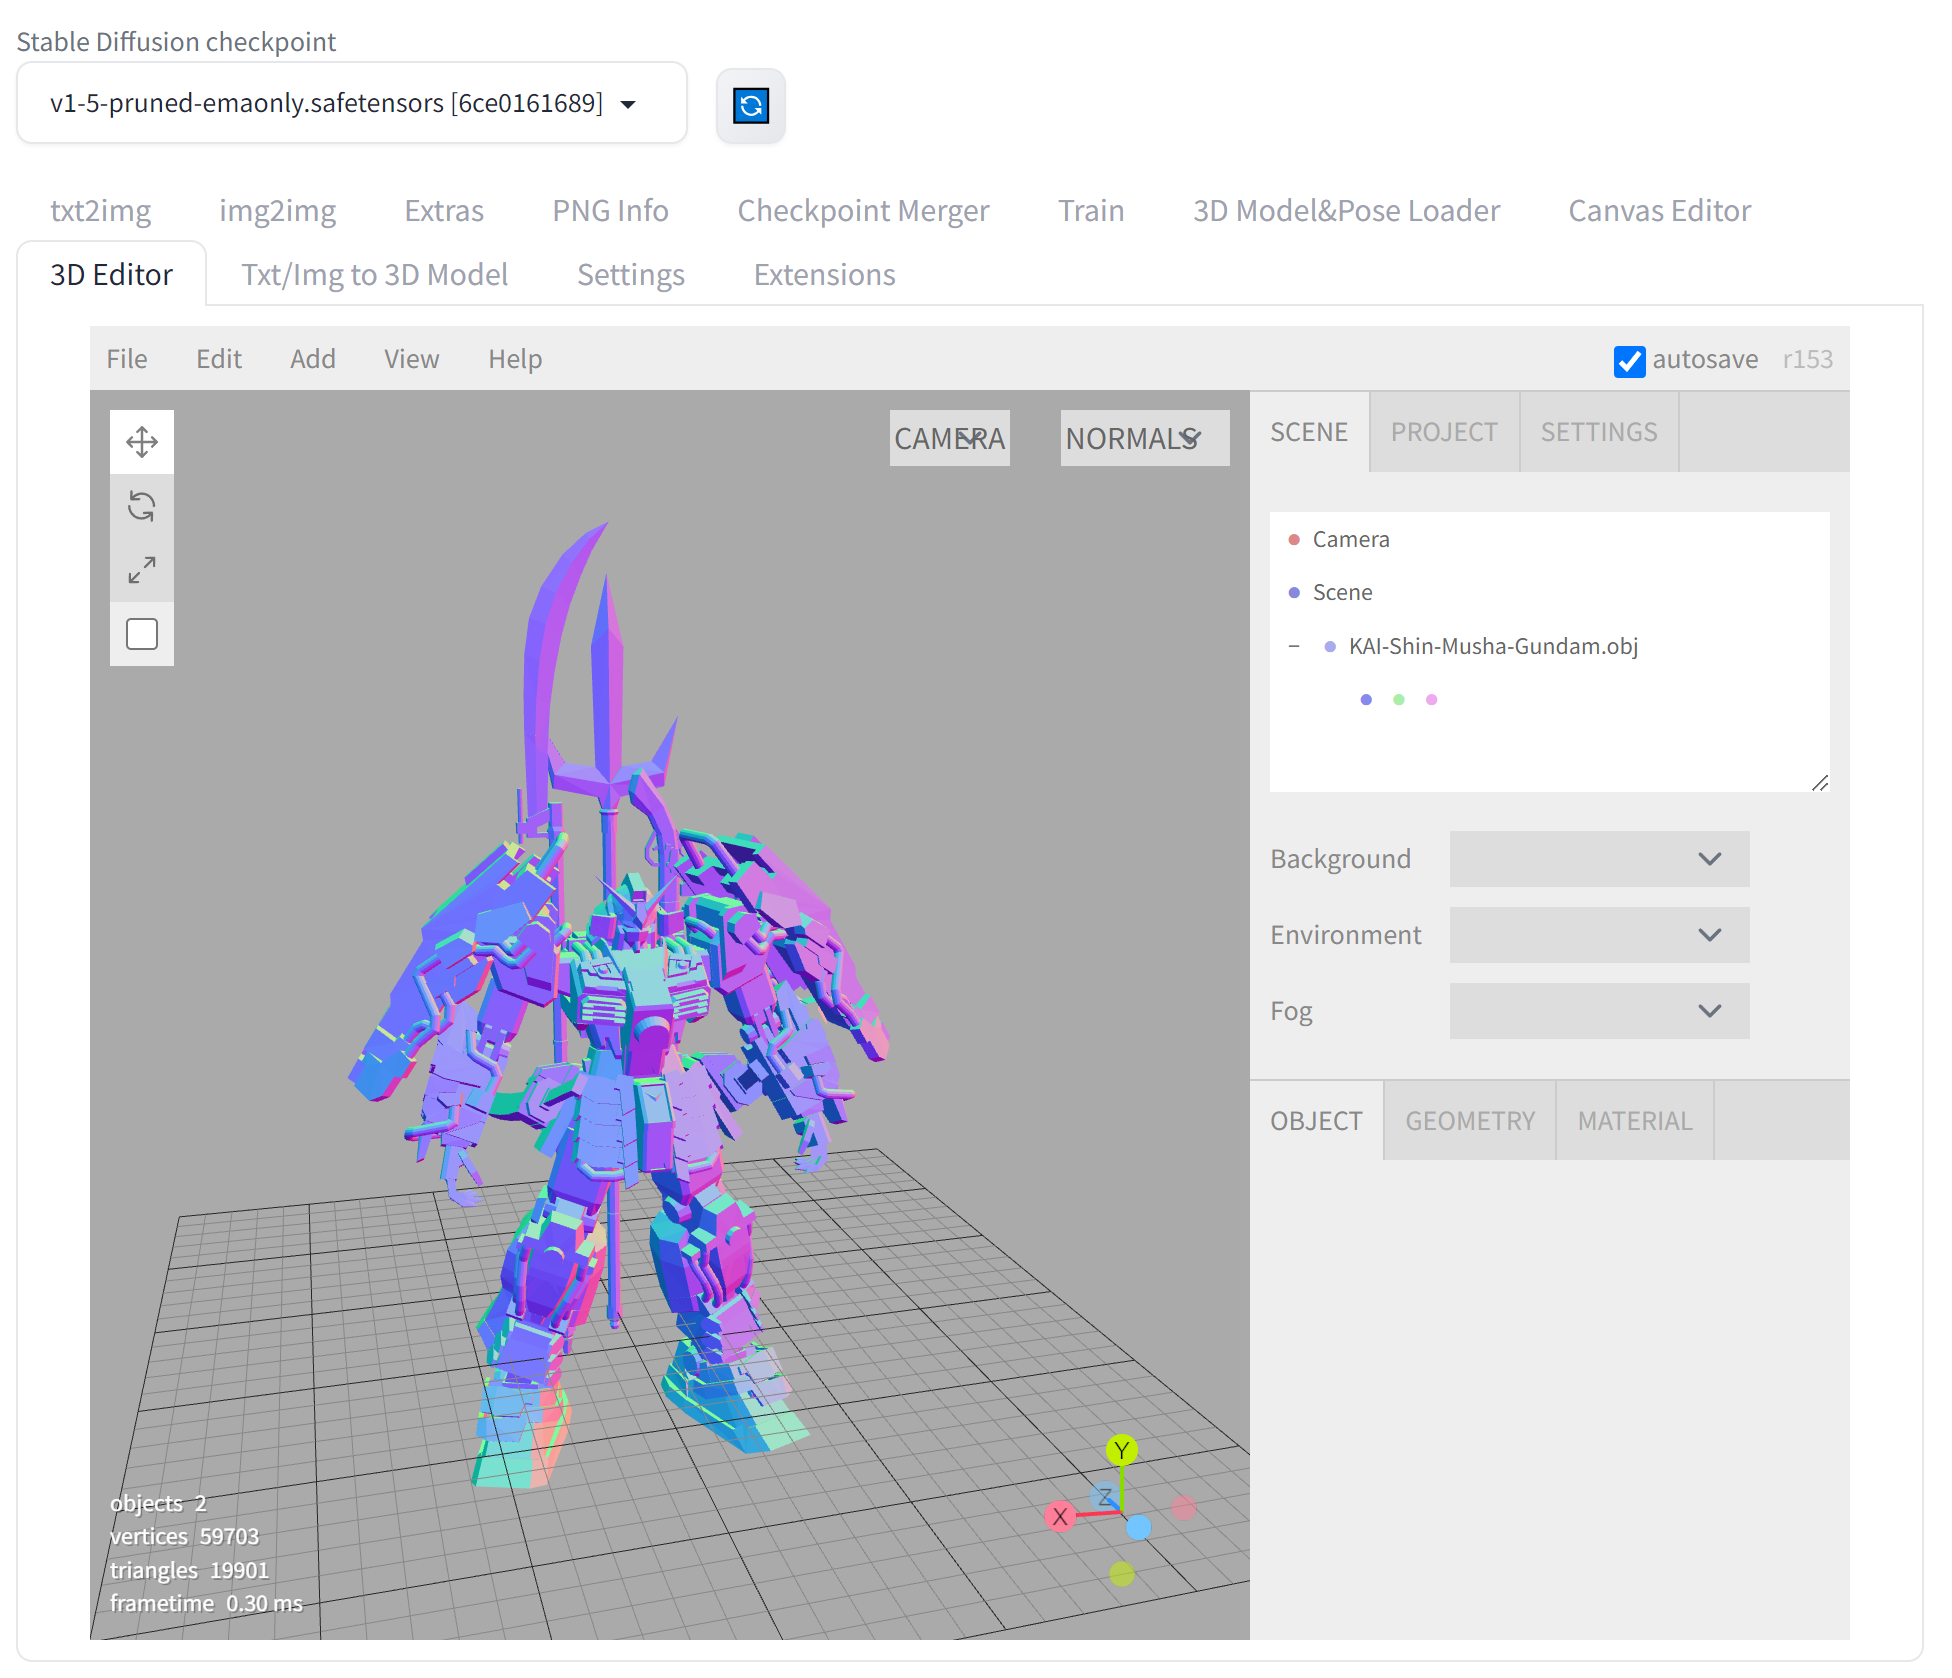 Stable Diffusion checkpoint
v1-5-pruned-emaonly.safetensors [6ce0161689]
txt2img img2img Extras PNG Info Checkpoint Merger Train 3D Model&Pose Loader Canvas Editor
3D Editor Txt/Img to 3D Model Settings Extensions
File Edit Add View Help autosave r153
CAMERA NORMALS
SCENE PROJECT SETTINGS
Camera
Scene
− KAI-Shin-Musha-Gundam.obj
Background
Environment
Fog
OBJECT GEOMETRY MATERIAL
Y
Z
X
objects 2
vertices 59703
triangles 19901
frametime 0.30 ms